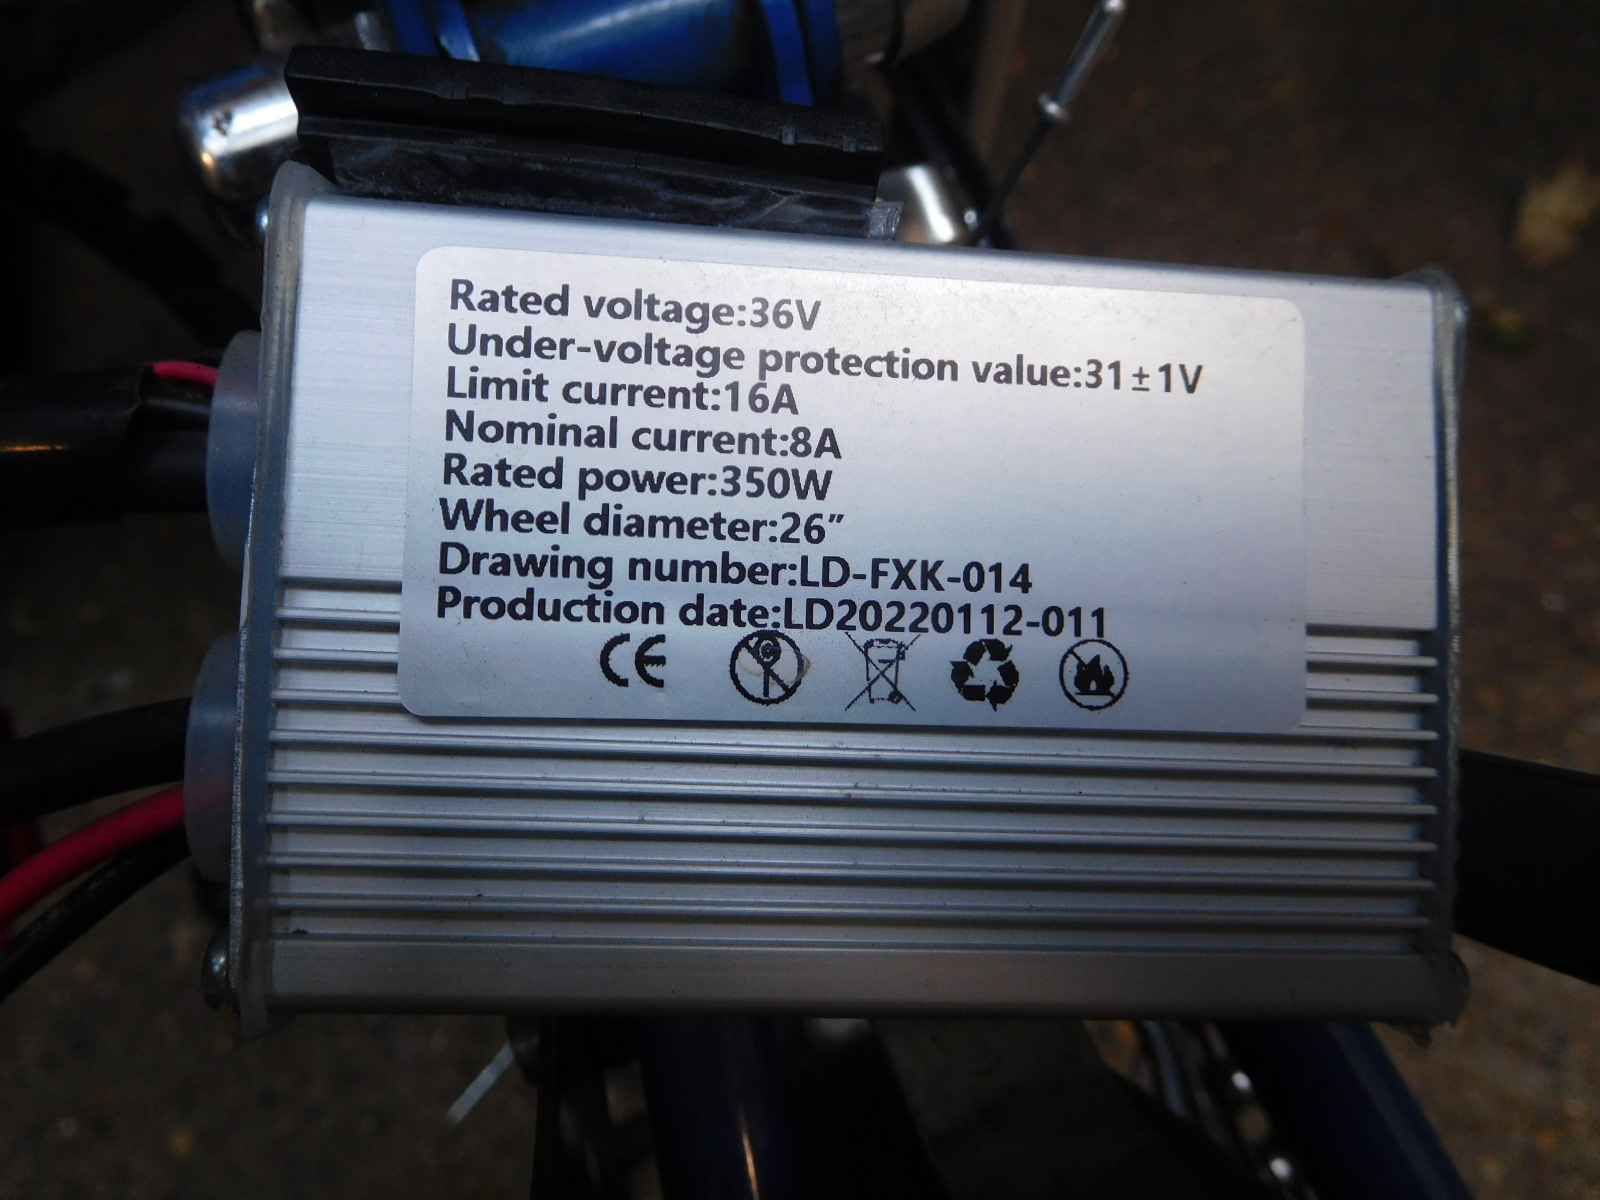 Rated voltage:36V
Under-voltage protection value:31±1V
Limit current:16A
Nominal current:8A
Rated power:350W
Wheel diameter:26″
Drawing number:LD-FXK-014
Production date:LD20220112-011
CE